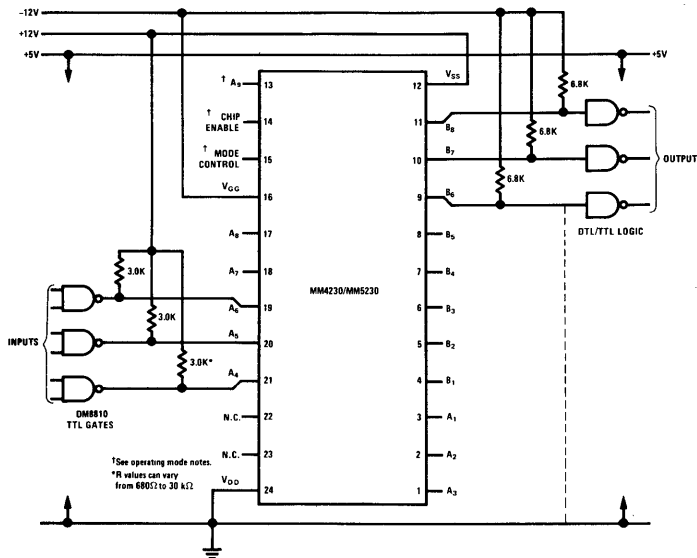 -12V
+12V
+5V
+5V
† A₉ 13
† CHIP ENABLE 14
† MODE CONTROL 15
V_GG 16
A₈ 17
A₇ 18
A₆ 19
A₅ 20
A₄ 21
N.C. 22
N.C. 23
V_DD 24
MM4230/MM5230
12 V_SS
11 B₈
10 B₇
9 B₆
8 B₅
7 B₄
6 B₃
5 B₂
4 B₁
3 A₁
2 A₂
1 A₃
6.8K
6.8K
6.8K
OUTPUT
DTL/TTL LOGIC
3.0K
3.0K
3.0K*
INPUTS
DM8810
TTL GATES
†See operating mode notes.
*R values can vary
from 680Ω to 30 kΩ